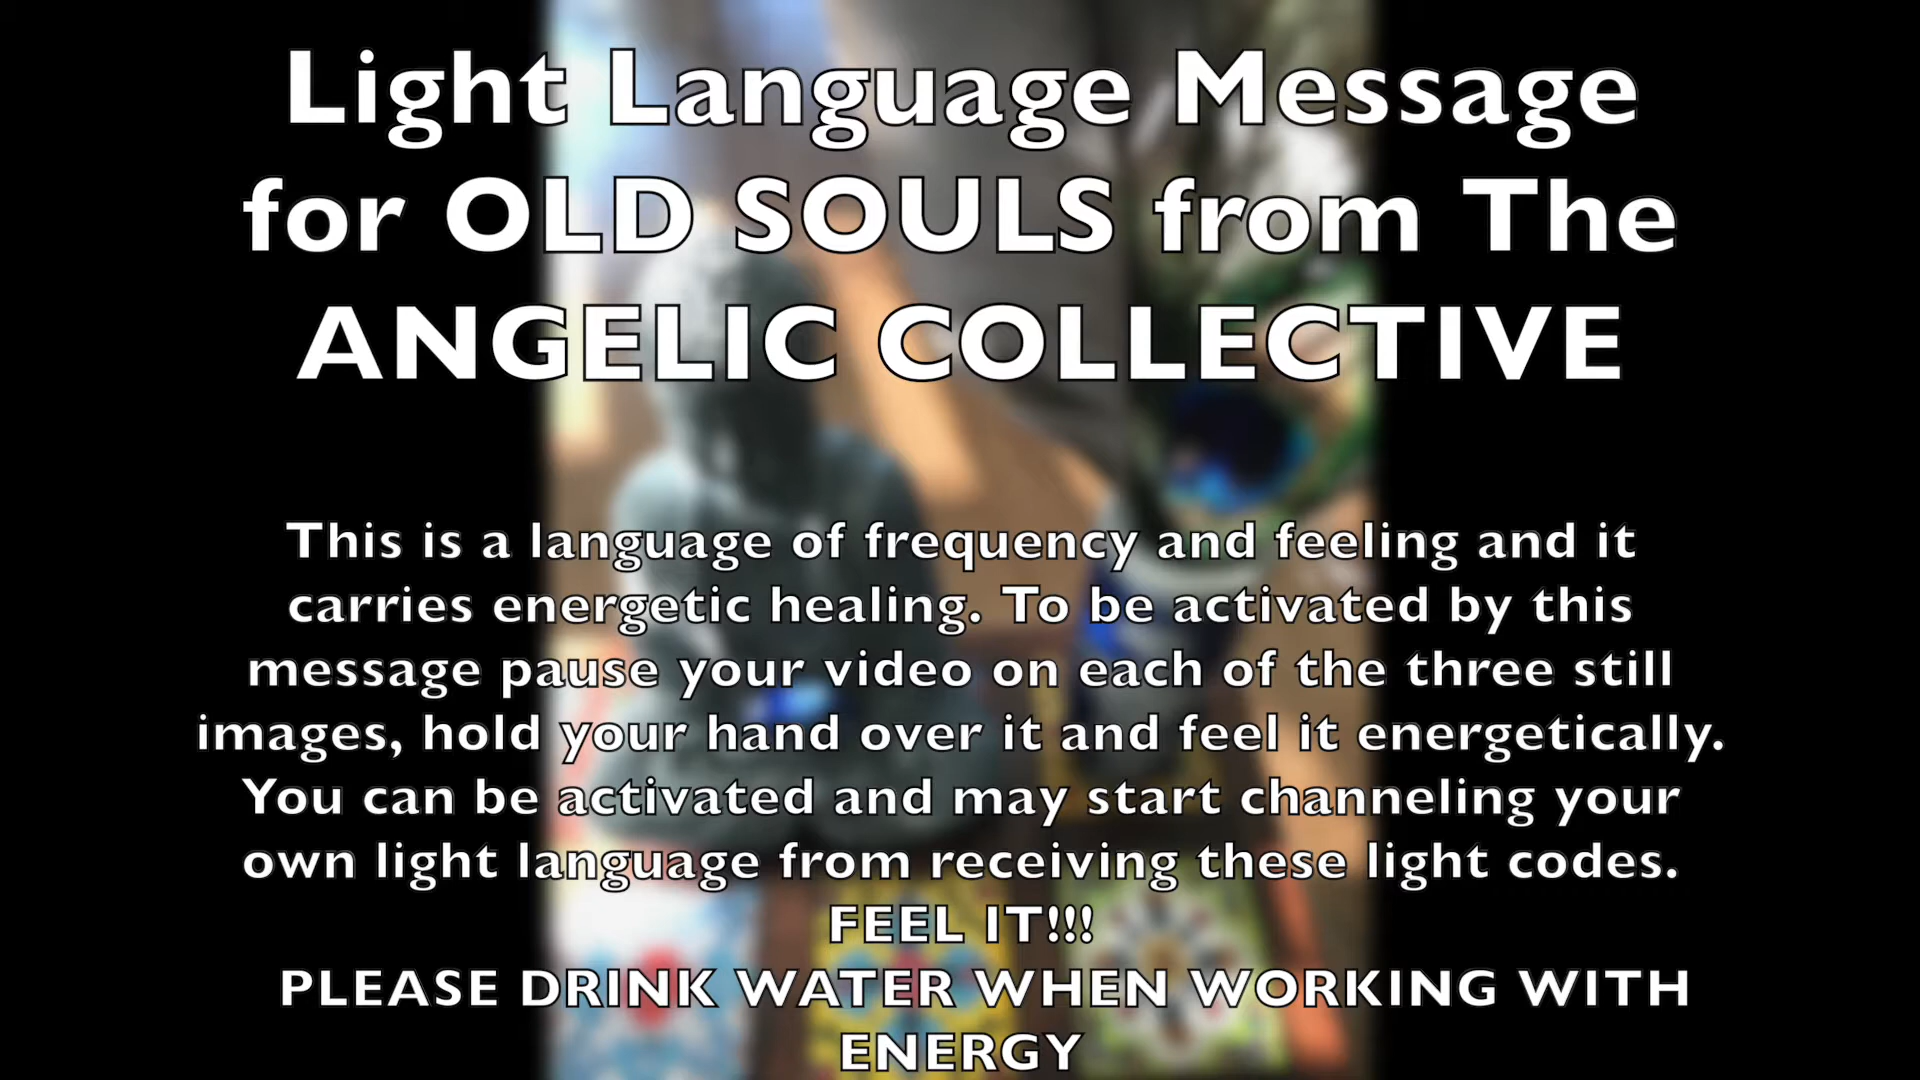 Light Language Message
for OLD SOULS from The
ANGELIC COLLECTIVE
This is a language of frequency and feeling and it
carries energetic healing. To be activated by this
message pause your video on each of the three still
images, hold your hand over it and feel it energetically.
You can be activated and may start channeling your
own light language from receiving these light codes.
FEEL IT!!!
PLEASE DRINK WATER WHEN WORKING WITH
ENERGY